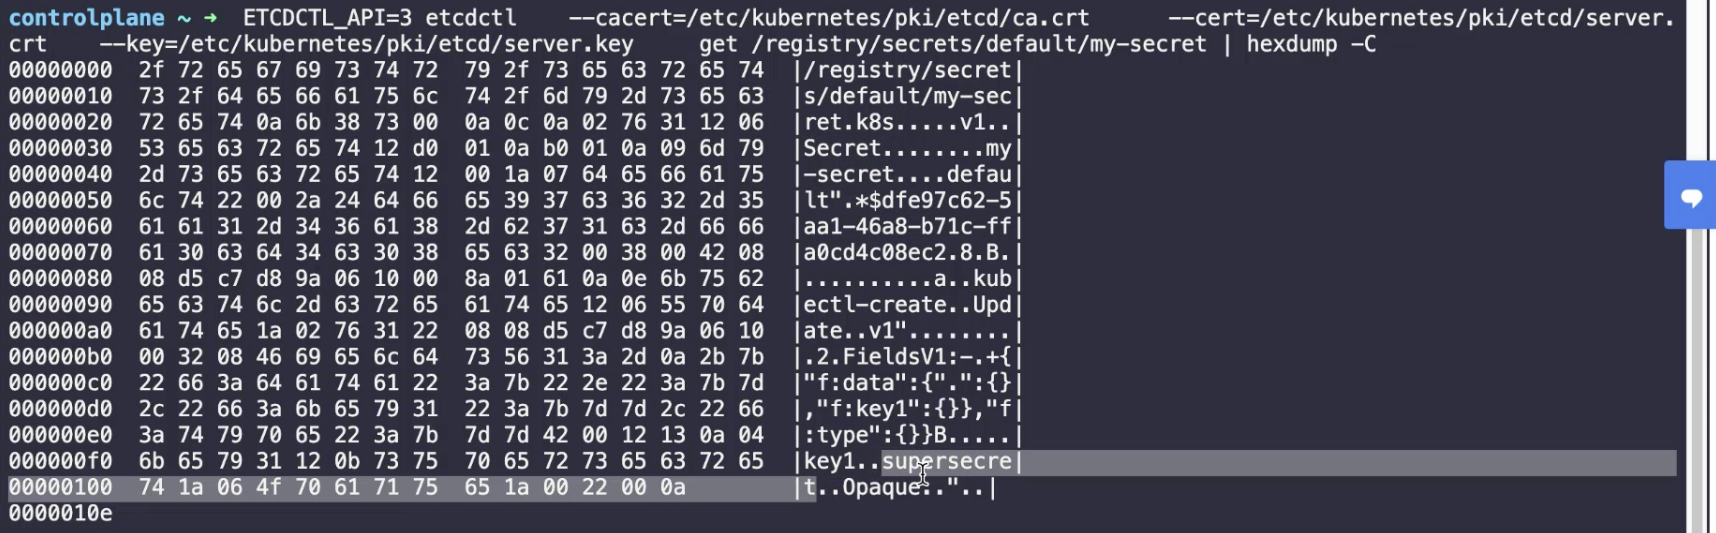 controlplane ~ ➜  ETCDCTL_API=3 etcdctl    --cacert=/etc/kubernetes/pki/etcd/ca.crt      --cert=/etc/kubernetes/pki/etcd/server.
crt    --key=/etc/kubernetes/pki/etcd/server.key     get /registry/secrets/default/my-secret | hexdump -C
00000000  2f 72 65 67 69 73 74 72  79 2f 73 65 63 72 65 74  |/registry/secret|
00000010  73 2f 64 65 66 61 75 6c  74 2f 6d 79 2d 73 65 63  |s/default/my-sec|
00000020  72 65 74 0a 6b 38 73 00  0a 0c 0a 02 76 31 12 06  |ret.k8s.....v1..|
00000030  53 65 63 72 65 74 12 d0  01 0a b0 01 0a 09 6d 79  |Secret........my|
00000040  2d 73 65 63 72 65 74 12  00 1a 07 64 65 66 61 75  |-secret....defau|
00000050  6c 74 22 00 2a 24 64 66  65 39 37 63 36 32 2d 35  |lt".*$dfe97c62-5|
00000060  61 61 31 2d 34 36 61 38  2d 62 37 31 63 2d 66 66  |aa1-46a8-b71c-ff|
00000070  61 30 63 64 34 63 30 38  65 63 32 00 38 00 42 08  |a0cd4c08ec2.8.B.|
00000080  08 d5 c7 d8 9a 06 10 00  8a 01 61 0a 0e 6b 75 62  |..........a..kub|
00000090  65 63 74 6c 2d 63 72 65  61 74 65 12 06 55 70 64  |ectl-create..Upd|
000000a0  61 74 65 1a 02 76 31 22  08 08 d5 c7 d8 9a 06 10  |ate..v1"........|
000000b0  00 32 08 46 69 65 6c 64  73 56 31 3a 2d 0a 2b 7b  |.2.FieldsV1:-.+{|
000000c0  22 66 3a 64 61 74 61 22  3a 7b 22 2e 22 3a 7b 7d  |"f:data":{".":{}|
000000d0  2c 22 66 3a 6b 65 79 31  22 3a 7b 7d 7d 2c 22 66  |,"f:key1":{}},"f|
000000e0  3a 74 79 70 65 22 3a 7b  7d 7d 42 00 12 13 0a 04  |:type":{}}B.....|
000000f0  6b 65 79 31 12 0b 73 75  70 65 72 73 65 63 72 65  |key1..supersecre|
00000100  74 1a 06 4f 70 61 71 75  65 1a 00 22 00 0a        |t..Opaque.."..|
0000010e